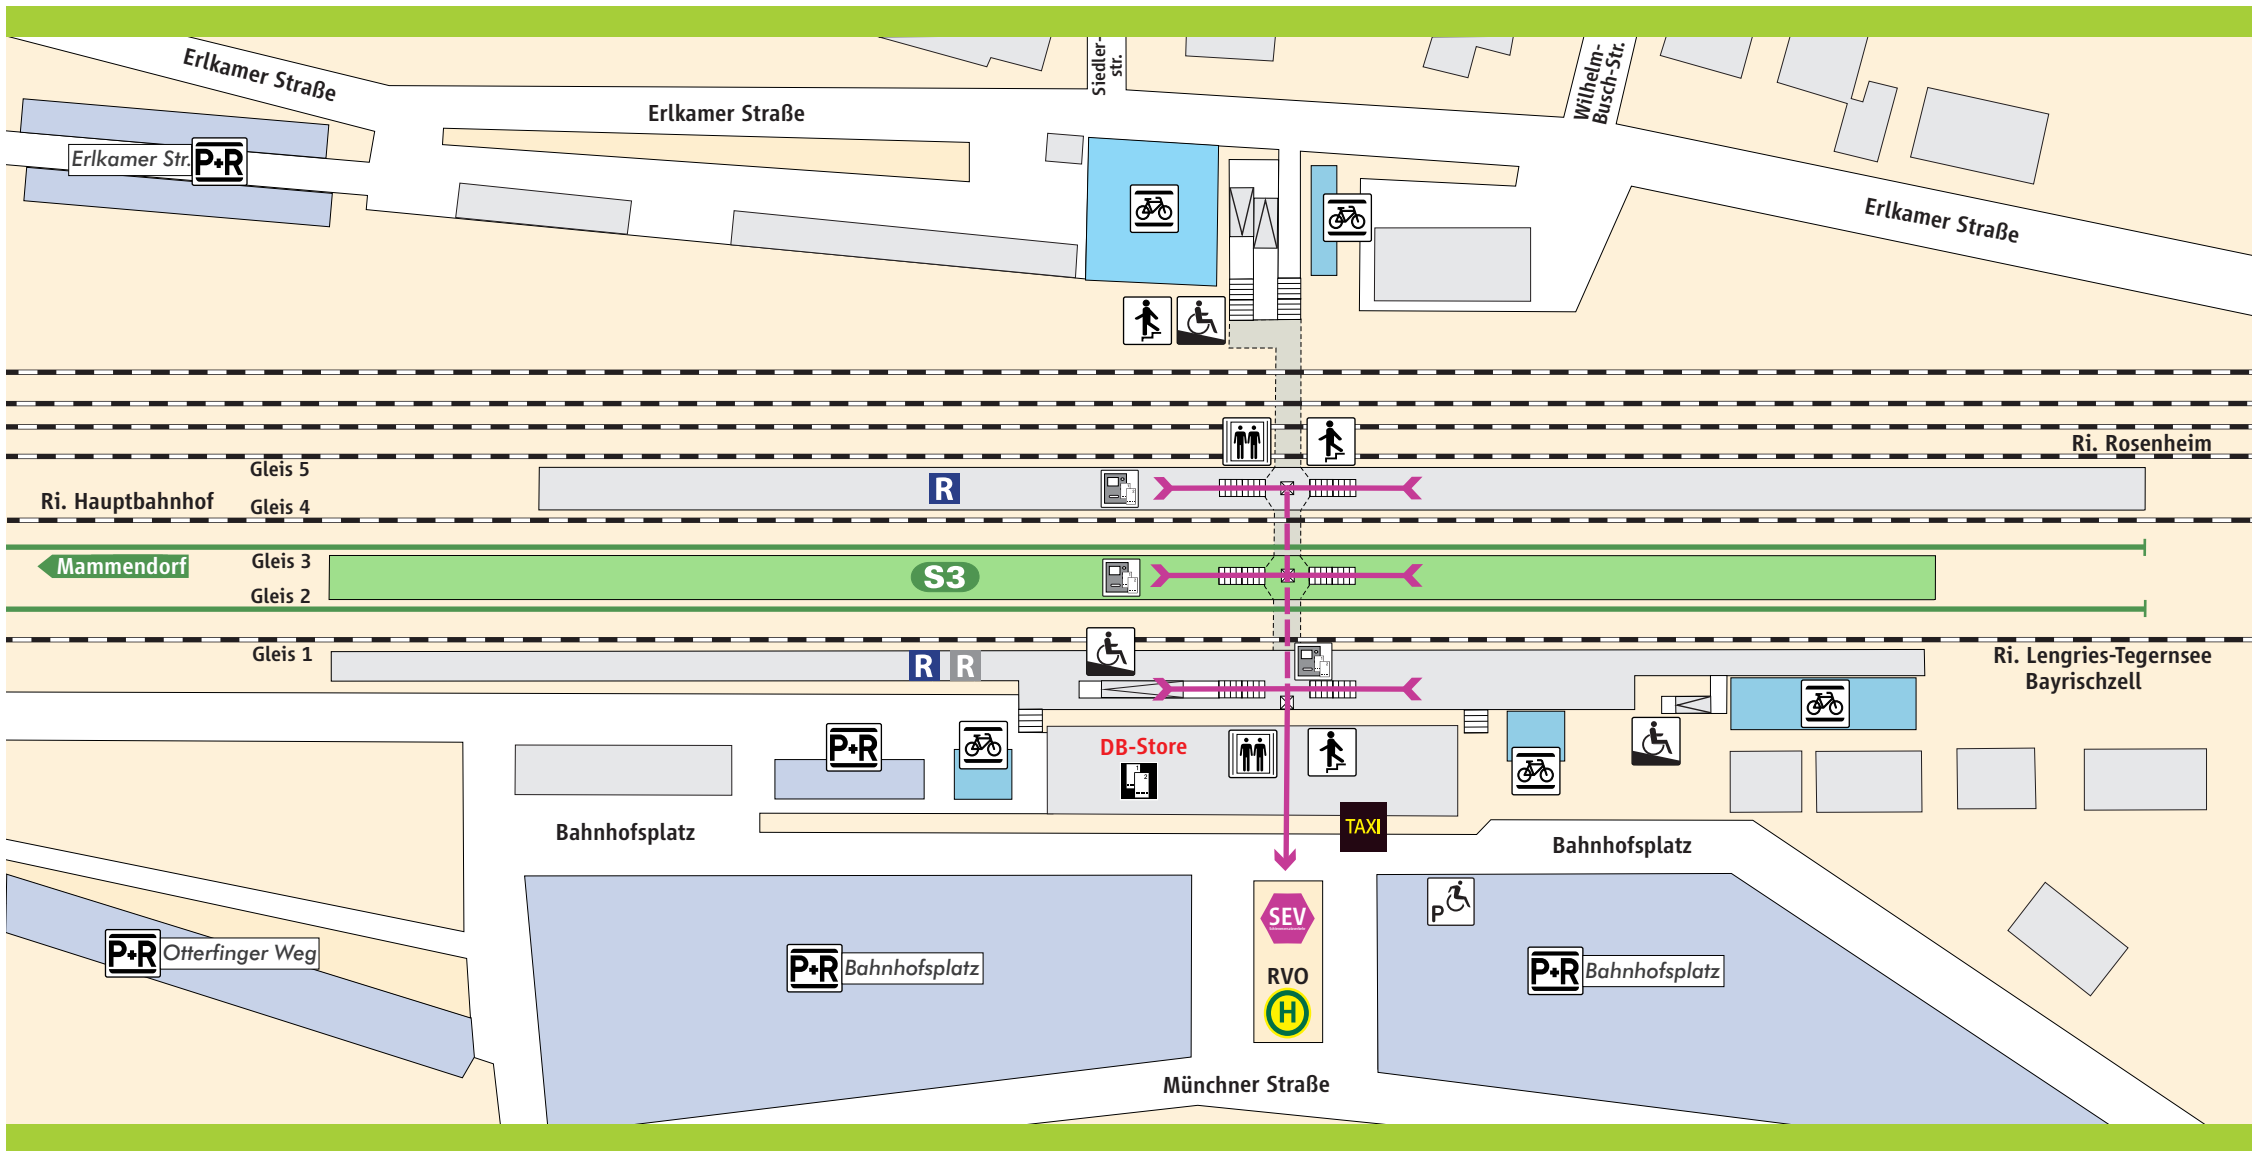 Erlkamer Straße
Siedler-
str.
Wilhelm-
Busch-Str.
Erlkamer Straße
Erlkamer Str.
P+R
Erlkamer Straße
Ri. Rosenheim
Gleis 5
Ri. Hauptbahnhof
R
Gleis 4
Gleis 3
Mammendorf
S3
Gleis 2
Gleis 1
R
R
Ri. Lengries-Tegernsee
Bayrischzell
P+R
DB-Store
1
2
TAXI
Bahnhofsplatz
Bahnhofsplatz
P
SEV
P+R
Otterfinger Weg
P+R
Bahnhofsplatz
RVO
H
P+R
Bahnhofsplatz
Münchner Straße